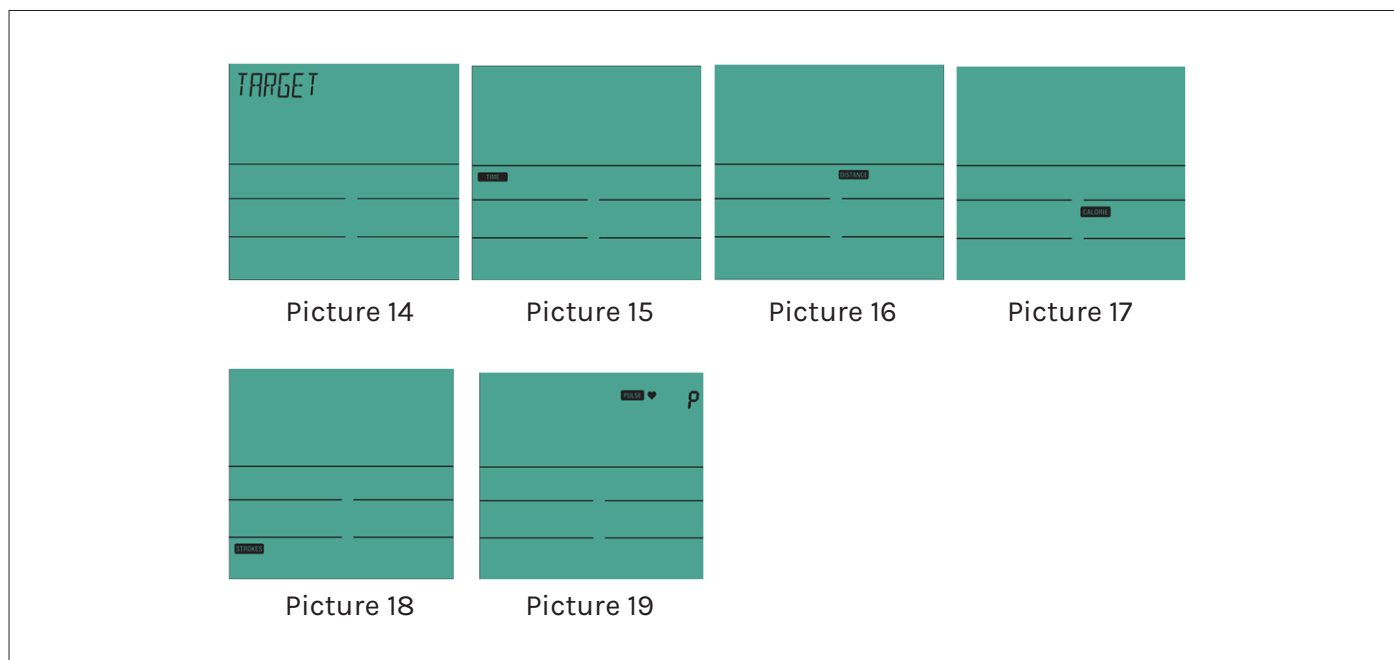 TARGET
TIME
DISTANCE
CALORIE
Picture 14
Picture 15
Picture 16
Picture 17
PULSE
P
STROKES
Picture 18
Picture 19